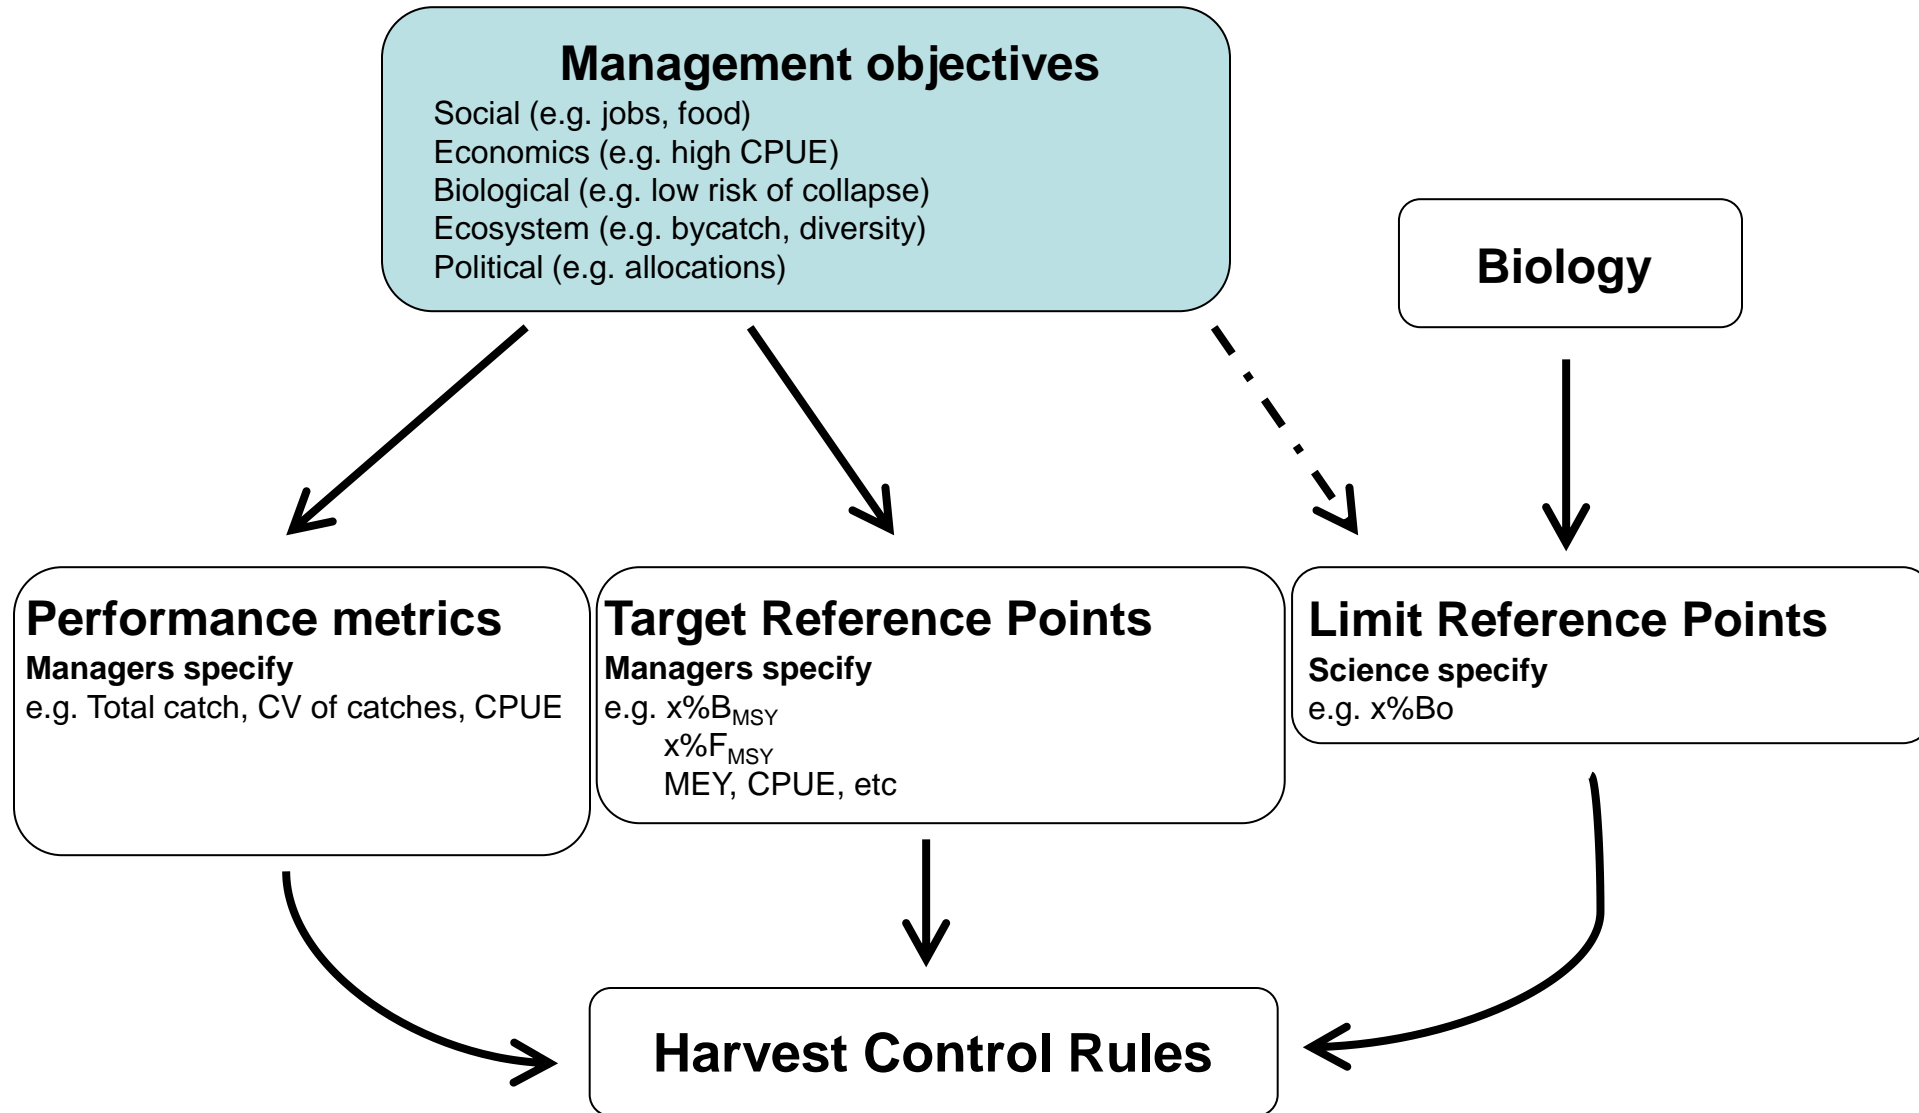 Management objectives
Social (e.g. jobs, food)
Economics (e.g. high CPUE)
Biological (e.g. low risk of collapse)
Ecosystem (e.g. bycatch, diversity)
Political (e.g. allocations)
Biology
Performance metrics
Managers specify
e.g. Total catch, CV of catches, CPUE
Target Reference Points
Managers specify
e.g. x%BMSY
x%FMSY
MEY, CPUE, etc
Limit Reference Points
Science specify
e.g. x%Bo
Harvest Control Rules